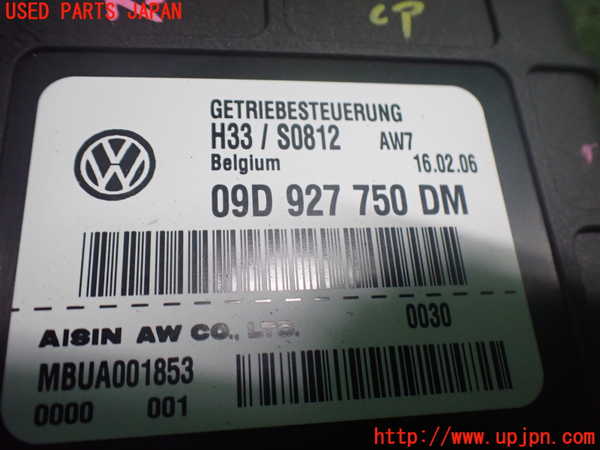 USED PARTS JAPAN
CP
GETRIEBESTEUERUNG
H33 / S0812 AW7
Belgium 16.02.06
09D 927 750 DM
AISIN AW CO., LTD. 0030
MBUA001853
0000 001
http://www.upjpn.com